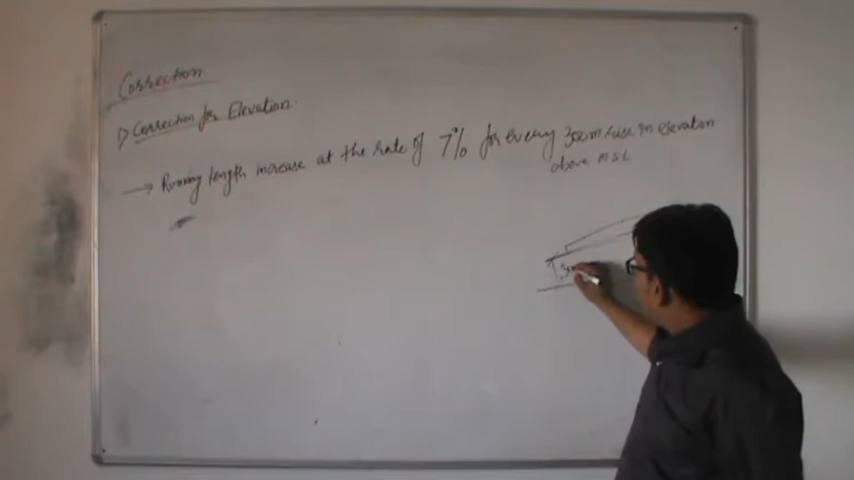 Correction
Correction for Elevation.
Running length increase at the rate of 7% for every 300m rise in elevation
above MSL